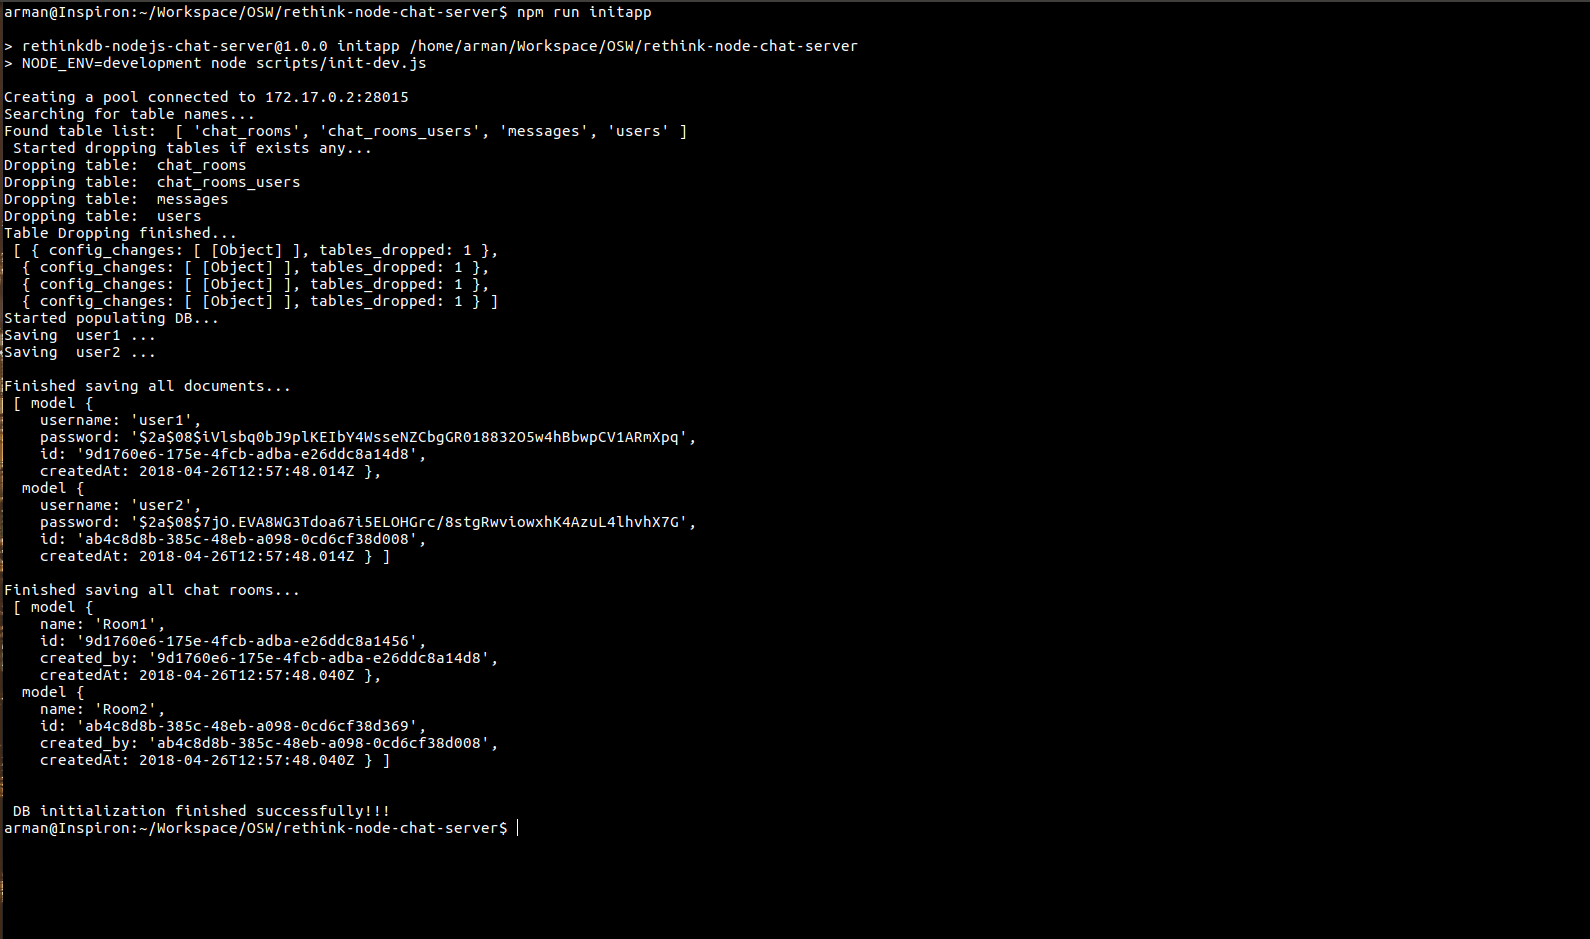 arman@Inspiron:~/Workspace/OSW/rethink-node-chat-server$ npm run initapp
> rethinkdb-nodejs-chat-server@1.0.0 initapp /home/arman/Workspace/OSW/rethink-node-chat-server
> NODE_ENV=development node scripts/init-dev.js
Creating a pool connected to 172.17.0.2:28015
Searching for table names...
Found table list:  [ 'chat_rooms', 'chat_rooms_users', 'messages', 'users' ]
 Started dropping tables if exists any...
Dropping table:  chat_rooms
Dropping table:  chat_rooms_users
Dropping table:  messages
Dropping table:  users
Table Dropping finished...
 [ { config_changes: [ [Object] ], tables_dropped: 1 },
  { config_changes: [ [Object] ], tables_dropped: 1 },
  { config_changes: [ [Object] ], tables_dropped: 1 },
  { config_changes: [ [Object] ], tables_dropped: 1 } ]
Started populating DB...
Saving  user1 ...
Saving  user2 ...
Finished saving all documents...
 [ model {
    username: 'user1',
    password: '$2a$08$iVlsbq0bJ9plKEIbY4WsseNZCbgGR018832O5w4hBbwpCV1ARmXpq',
    id: '9d1760e6-175e-4fcb-adba-e26ddc8a14d8',
    createdAt: 2018-04-26T12:57:48.014Z },
  model {
    username: 'user2',
    password: '$2a$08$7jO.EVA8WG3Tdoa67i5ELOHGrc/8stgRwviowxhK4AzuL4lhvhX7G',
    id: 'ab4c8d8b-385c-48eb-a098-0cd6cf38d008',
    createdAt: 2018-04-26T12:57:48.014Z } ]
Finished saving all chat rooms...
 [ model {
    name: 'Room1',
    id: '9d1760e6-175e-4fcb-adba-e26ddc8a1456',
    created_by: '9d1760e6-175e-4fcb-adba-e26ddc8a14d8',
    createdAt: 2018-04-26T12:57:48.040Z },
  model {
    name: 'Room2',
    id: 'ab4c8d8b-385c-48eb-a098-0cd6cf38d369',
    created_by: 'ab4c8d8b-385c-48eb-a098-0cd6cf38d008',
    createdAt: 2018-04-26T12:57:48.040Z } ]
 DB initialization finished successfully!!!
arman@Inspiron:~/Workspace/OSW/rethink-node-chat-server$